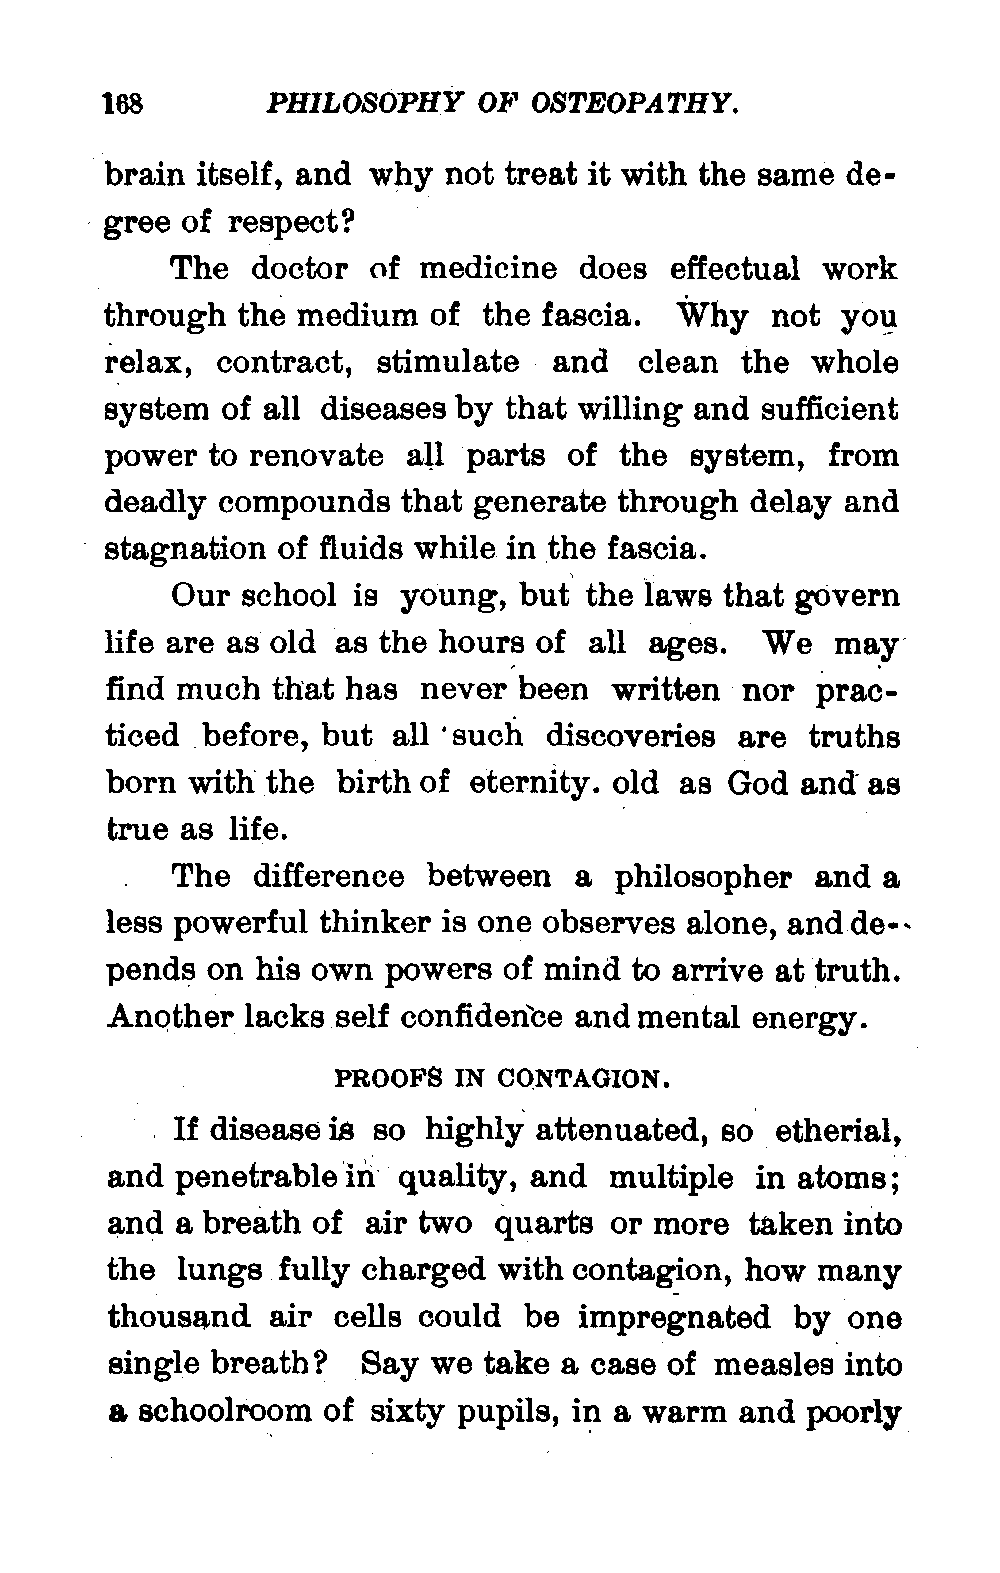 168 PHILOSOPHY OF OSTEOPATHY.
brain itself, and why not treat it with the same de-
gree of respect?
The doctor of medicine does effectual work
through the medium of the fascia. Why not you
relax, contract, stimulate and clean the whole
system of all diseases by that willing and sufficient
power to renovate all parts of the system, from
deadly compounds that generate through delay and
stagnation of fluids while in the fascia.
Our school is young, but the laws that govern
life are as old as the hours of all ages. We may
find much that has never been written nor prac-
ticed before, but all such discoveries are truths
born with the birth of eternity. old as God and as
true as life.
The difference between a philosopher and a
less powerful thinker is one observes alone, and de-
pends on his own powers of mind to arrive at truth.
Another lacks self confidence and mental energy.
PROOFS IN CONTAGION.
If disease is so highly attenuated, so etherial,
and penetrable in quality, and multiple in atoms;
and a breath of air two quarts or more taken into
the lungs fully charged with contagion, how many
thousand air cells could be impregnated by one
single breath? Say we take a case of measles into
a schoolroom of sixty pupils, in a warm and poorly